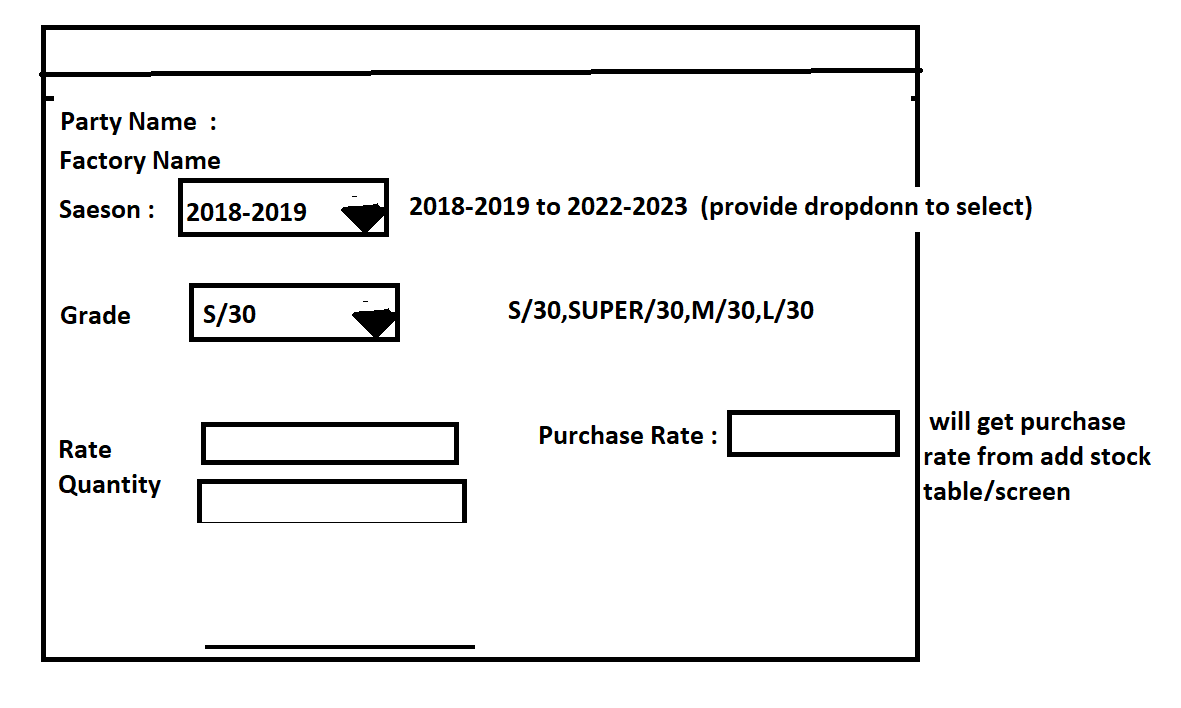 Party Name :
Factory Name
Saeson : 2018-2019 2018-2019 to 2022-2023 (provide dropdonn to select)
Grade S/30 S/30,SUPER/30,M/30,L/30
Rate Purchase Rate : will get purchase
rate from add stock
Quantity table/screen